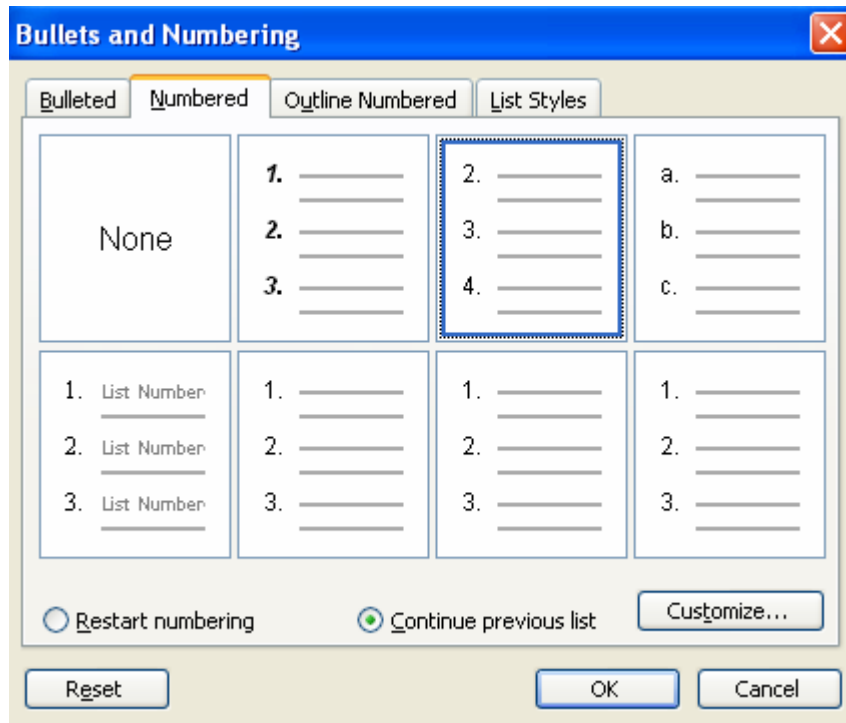 Bullets and Numbering
Bulleted Numbered Outline Numbered List Styles
None
1.
2.
3.
2.
3.
4.
a.
b.
c.
1. List Number
2. List Number
3. List Number
1.
2.
3.
1.
2.
3.
1.
2.
3.
Restart numbering Continue previous list Customize...
Reset OK Cancel